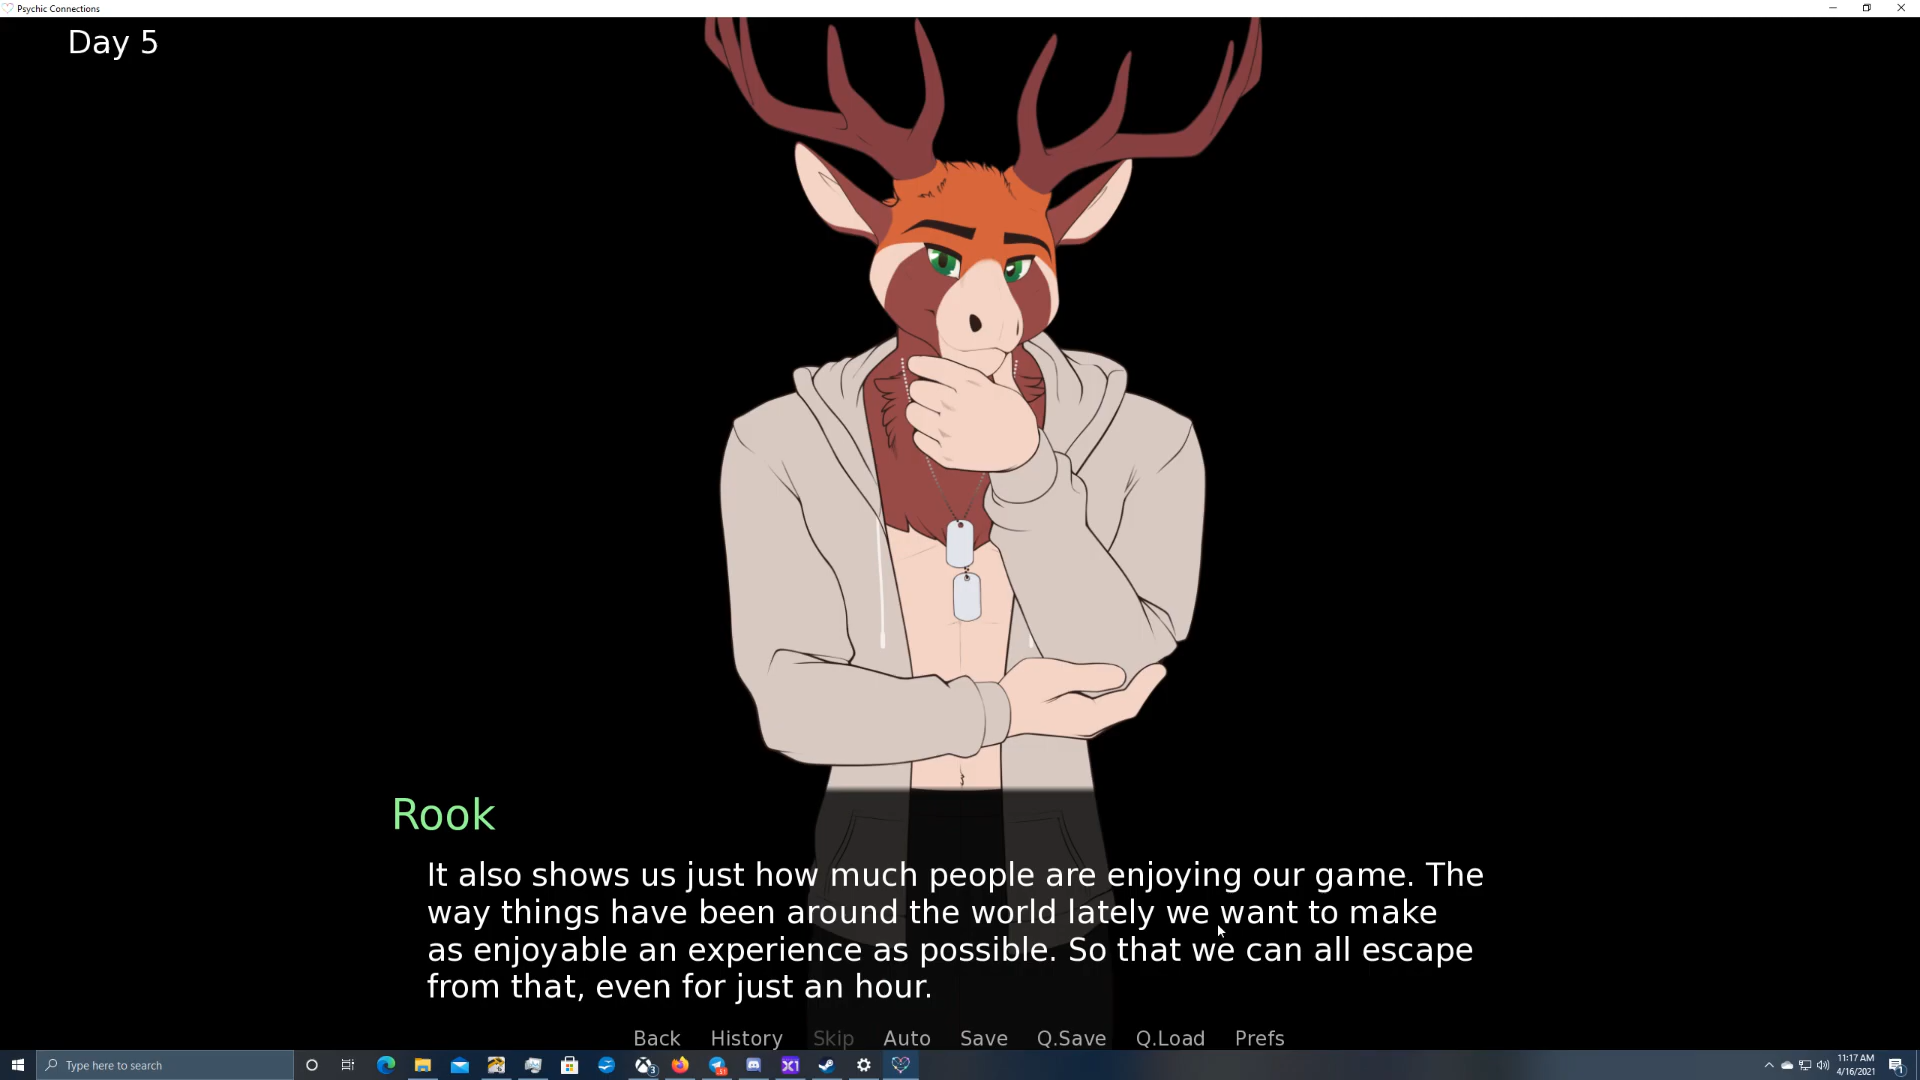 Psychic Connections
Day 5
Rook
It also shows us just how much people are enjoying our game. The
way things have been around the world lately we want to make
as enjoyable an experience as possible. So that we can all escape
from that, even for just an hour.
Back History Skip Auto Save Q.Save Q.Load Prefs
Type here to search
3
X1
11:17 AM
4/16/2021
1